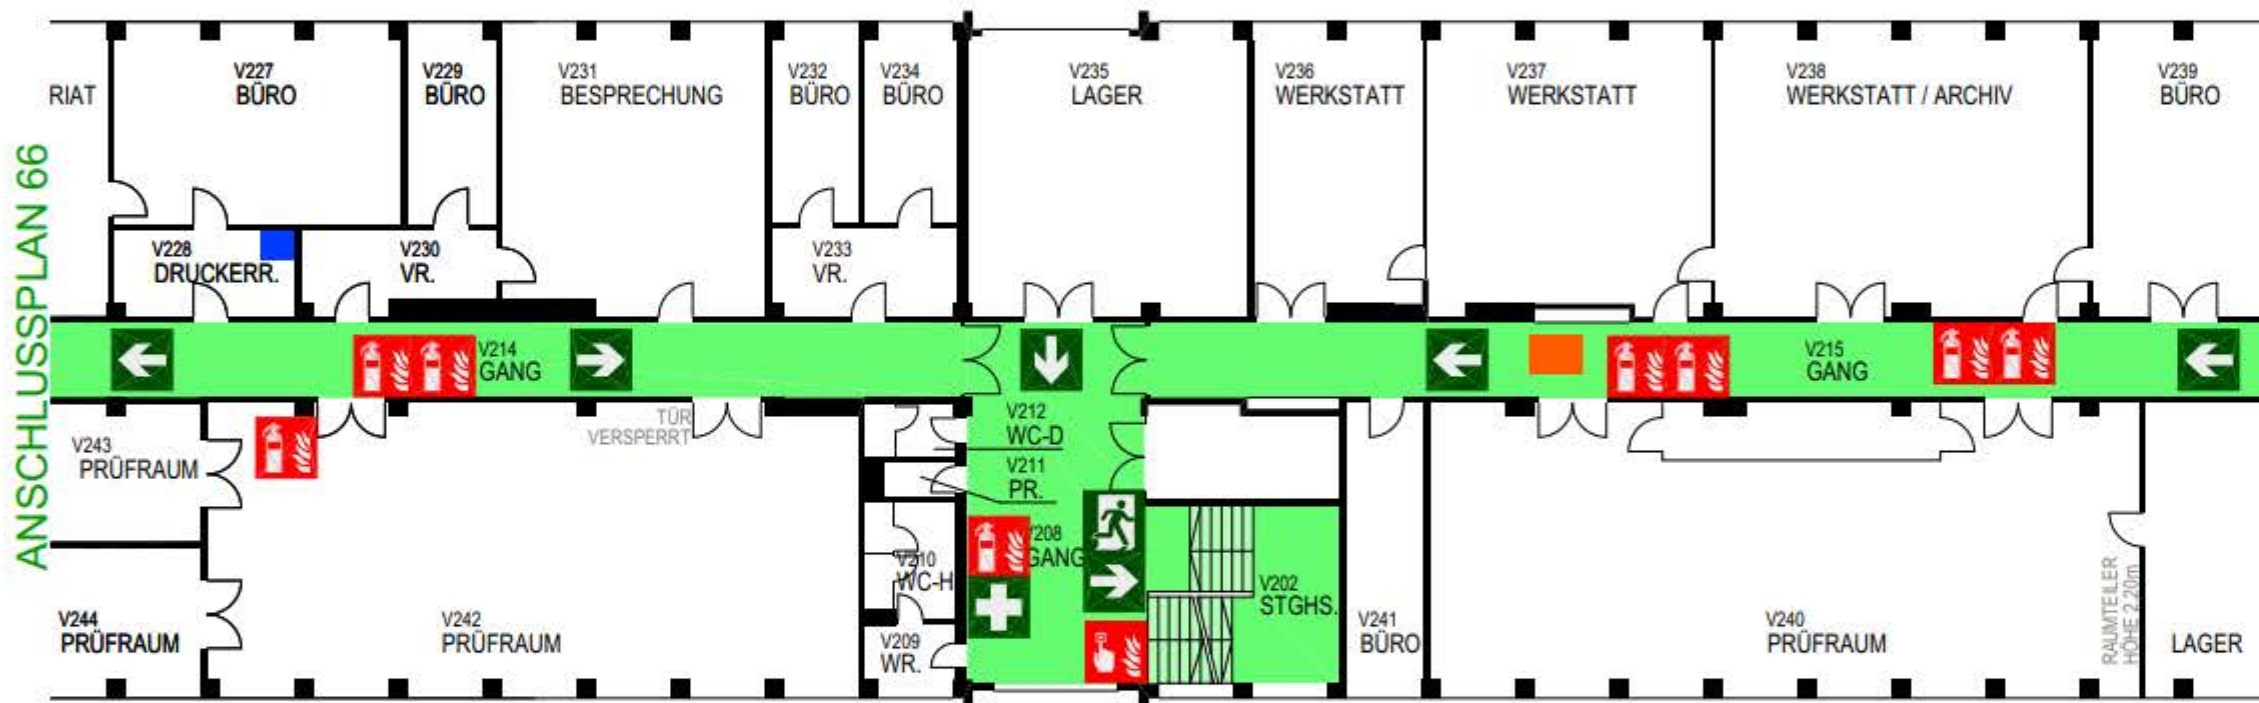 ANSCHLUSSPLAN 66
RIAT
V227
BÜRO
V229
BÜRO
V231
BESPRECHUNG
V232
BÜRO
V234
BÜRO
V235
LAGER
V236
WERKSTATT
V237
WERKSTATT
V238
WERKSTATT / ARCHIV
V239
BÜRO
V228
DRUCKERR.
V230
VR.
V233
VR.
V214
GANG
V215
GANG
TÜR
VERSPERRT
V212
WC-D
V211
PR.
V243
PRÜFRAUM
V208
GANG
V210
WC-H
V202
STGHS.
V244
PRÜFRAUM
V242
PRÜFRAUM
V209
WR.
V241
BÜRO
V240
PRÜFRAUM
RAUMTEILER
HÖHE 2.20m
LAGER